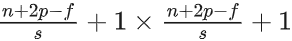 \frac{n+2p-f}{s} + 1 \times \frac{n+2p-f}{s} + 1